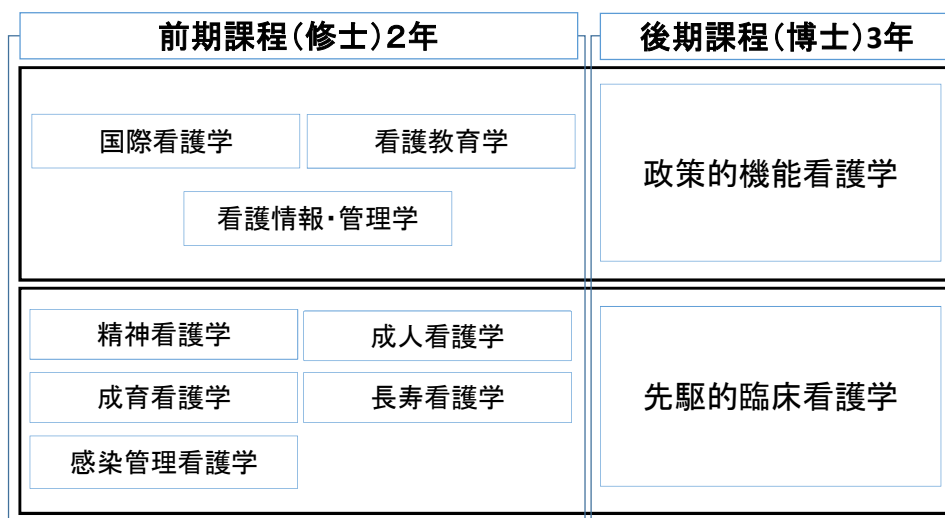 前期課程(修士)2年
後期課程(博士)3年
国際看護学
看護教育学
看護情報・管理学
政策的機能看護学
精神看護学
成人看護学
成育看護学
長寿看護学
感染管理看護学
先駆的臨床看護学